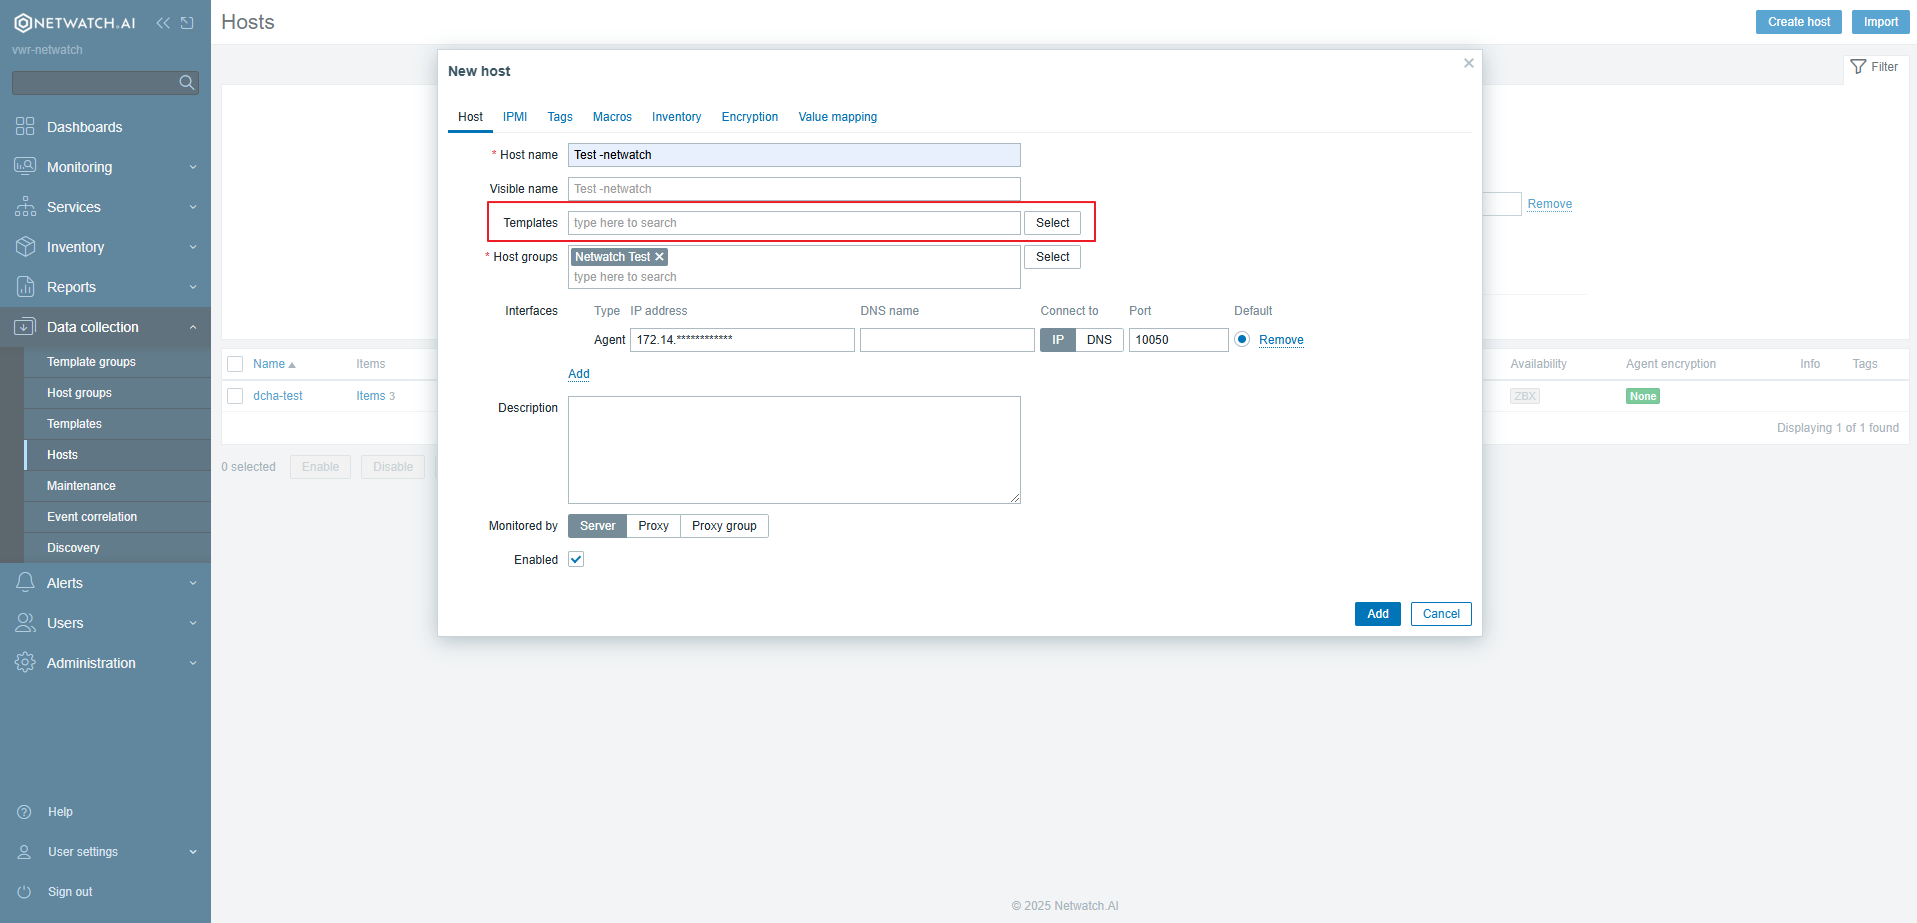 NETWATCH.AI
vwr-netwatch
Dashboards
Monitoring
Services
Inventory
Reports
Data collection
Template groups
Host groups
Templates
Hosts
Maintenance
Event correlation
Discovery
Alerts
Users
Administration
Help
User settings
Sign out
Hosts
Create host
Import
Filter
New host
Host IPMI Tags Macros Inventory Encryption Value mapping
* Host name Test -netwatch
Visible name Test -netwatch
Remove
Templates type here to search Select
* Host groups Netwatch Test Select
type here to search
Interfaces Type IP address DNS name Connect to Port Default
Agent 172.14.************ IP DNS 10050 Remove
Add
Description
Monitored by Server Proxy Proxy group
Enabled
Add Cancel
Name Items Availability Agent encryption Info Tags
dcha-test Items 3 ZBX None
Displaying 1 of 1 found
0 selected Enable Disable
© 2025 Netwatch.AI